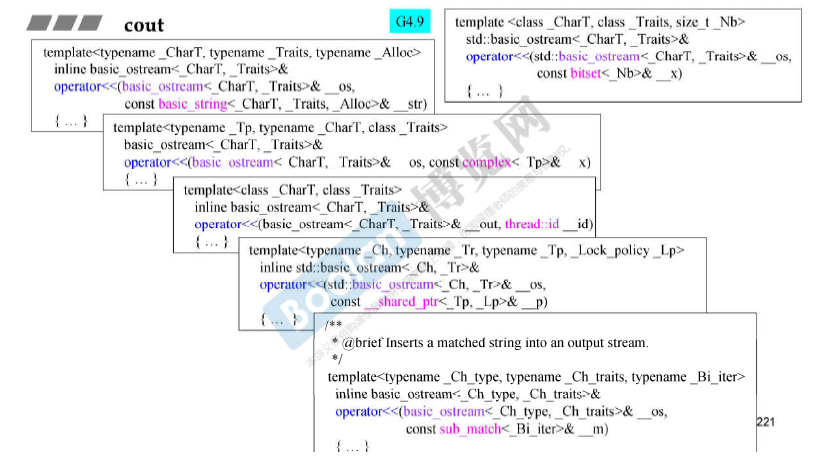 cout
G4.9
template<typename _CharT, typename _Traits, typename _Alloc>
inline basic_ostream<_CharT, _Traits>&
operator<<(basic_ostream<_CharT, _Traits>& __os,
const basic_string<_CharT, _Traits, _Alloc>& __str)
{ ... }
template <class _CharT, class _Traits, size_t _Nb>
std::basic_ostream<_CharT, _Traits>&
operator<<(std::basic_ostream<_CharT, _Traits>& __os,
const bitset<_Nb>& __x)
{ ... }
template<typename _Tp, typename _CharT, class _Traits>
basic_ostream<_CharT, _Traits>&
operator<<(basic ostream< CharT, Traits>& os, const complex< Tp>& x)
{ ... }
template<class _CharT, class _Traits>
inline basic_ostream<_CharT, _Traits>&
operator<<(basic_ostream<_CharT, _Traits>& __out, thread::id __id)
{ ... }
template<typename _Ch, typename _Tr, typename _Tp, _Lock_policy _Lp>
inline std::basic_ostream<_Ch, _Tr>&
operator<<(std::basic_ostream<_Ch, _Tr>& __os,
const __shared_ptr<_Tp, _Lp>& __p)
{ ... }
/**
* @brief Inserts a matched string into an output stream.
*/
template<typename _Ch_type, typename _Ch_traits, typename _Bi_iter>
inline basic_ostream<_Ch_type, _Ch_traits>&
operator<<(basic_ostream<_Ch_type, _Ch_traits>& __os,
const sub_match<_Bi_iter>& __m)
{ ... }
221
Boolan 博览网